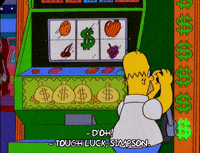 $
- D'OH!
- TOUGH LUCK, SIMPSON.